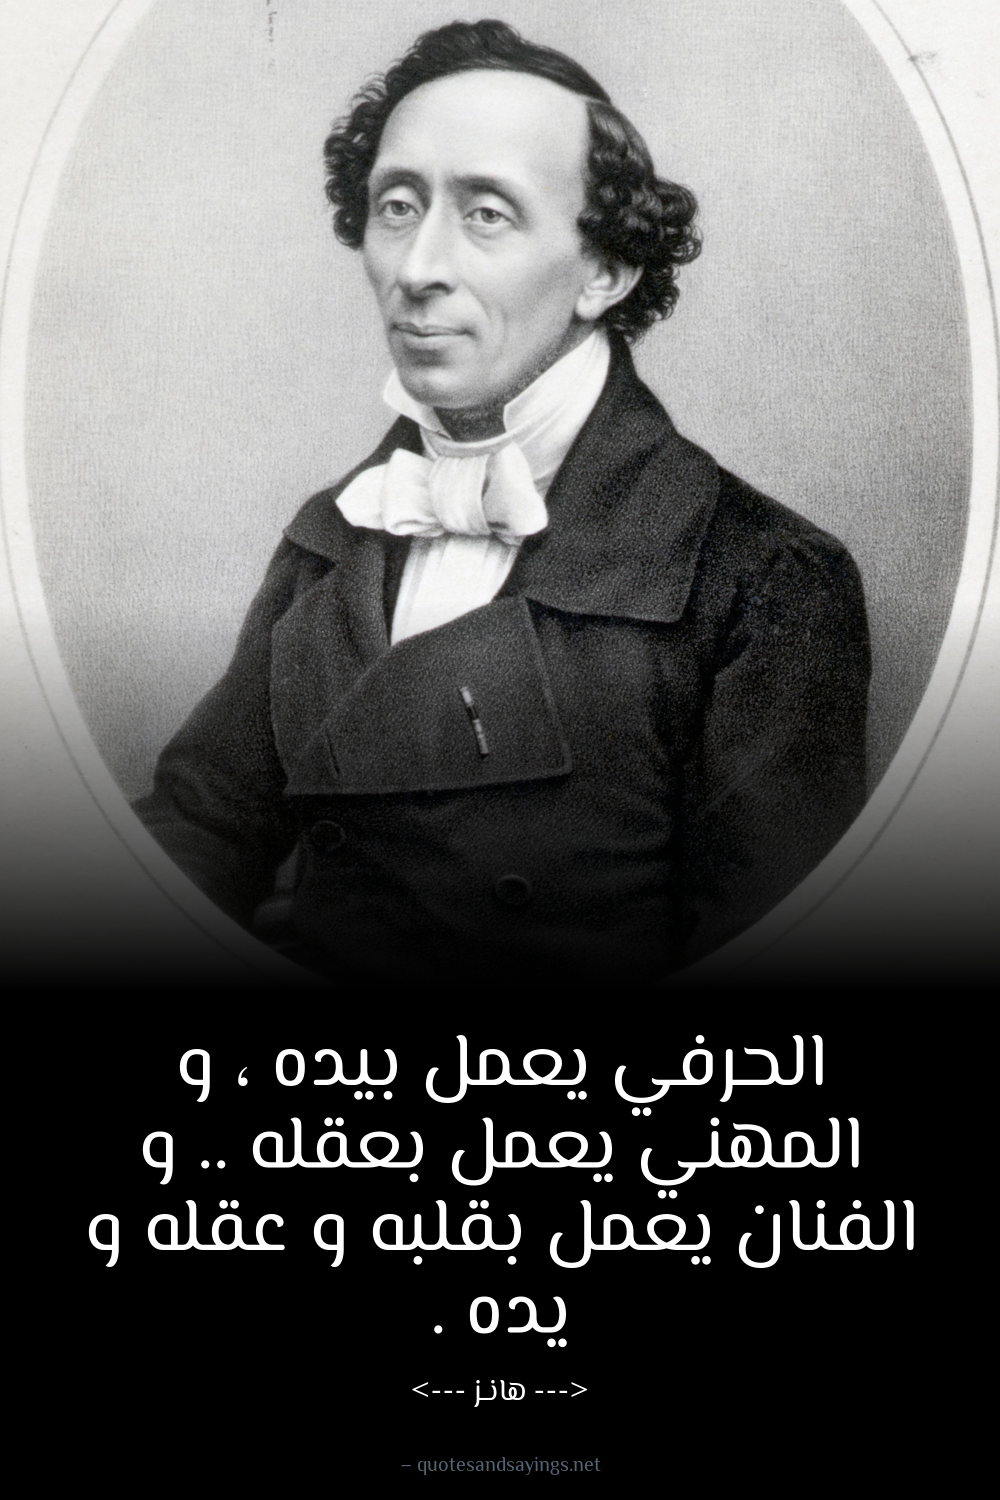 الحرفي يعمل بيده ، و
المهني يعمل بعقله .. و
الفنان يعمل بقلبه و عقله و
يده .
<--- هانز --->
– quotesandsayings.net